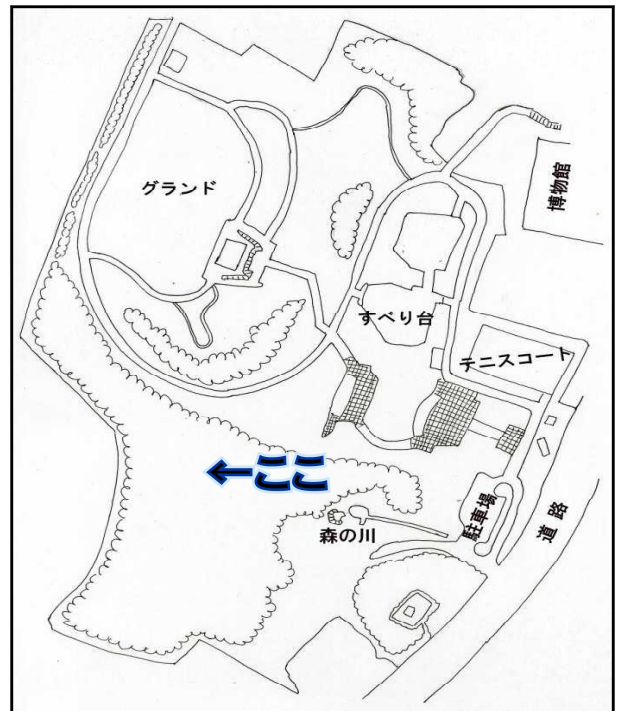 グランド
博物館
すべり台
テニスコート
←ここ
森の川
駐車場
道路